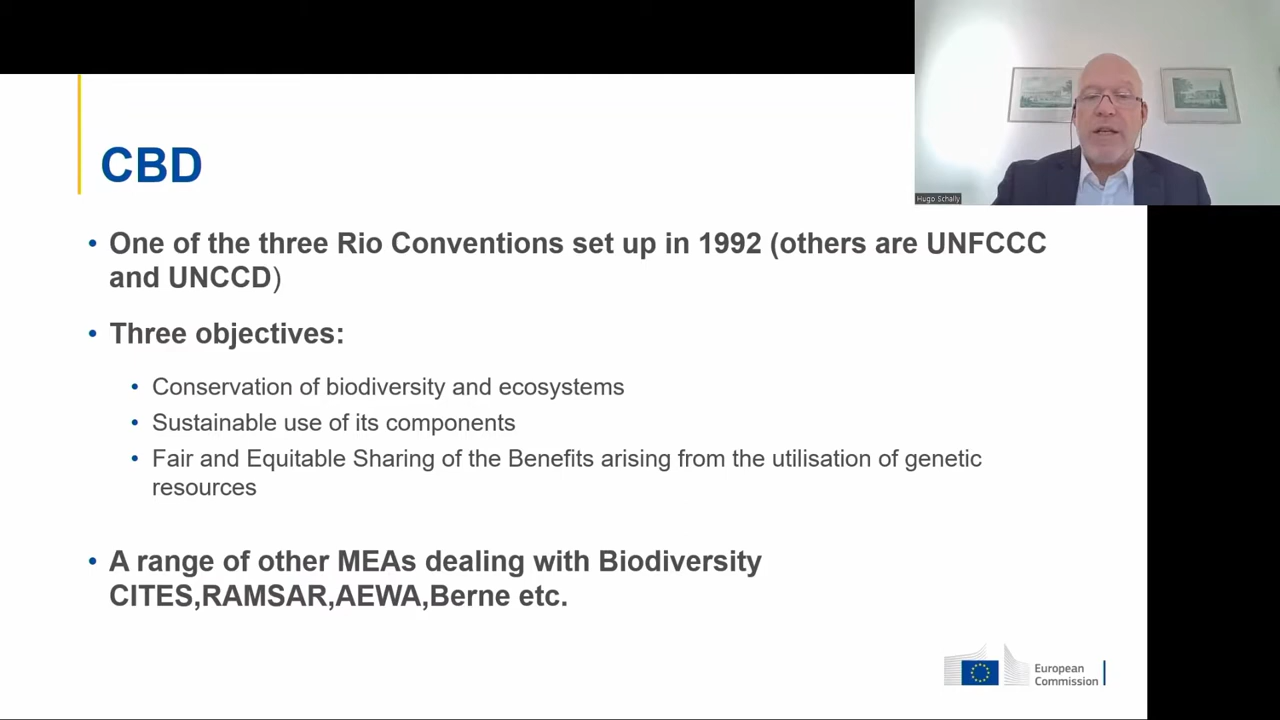 Hugo Schally
CBD
• One of the three Rio Conventions set up in 1992 (others are UNFCCC
and UNCCD)
• Three objectives:
• Conservation of biodiversity and ecosystems
• Sustainable use of its components
• Fair and Equitable Sharing of the Benefits arising from the utilisation of genetic
resources
• A range of other MEAs dealing with Biodiversity
CITES,RAMSAR,AEWA,Berne etc.
European
Commission